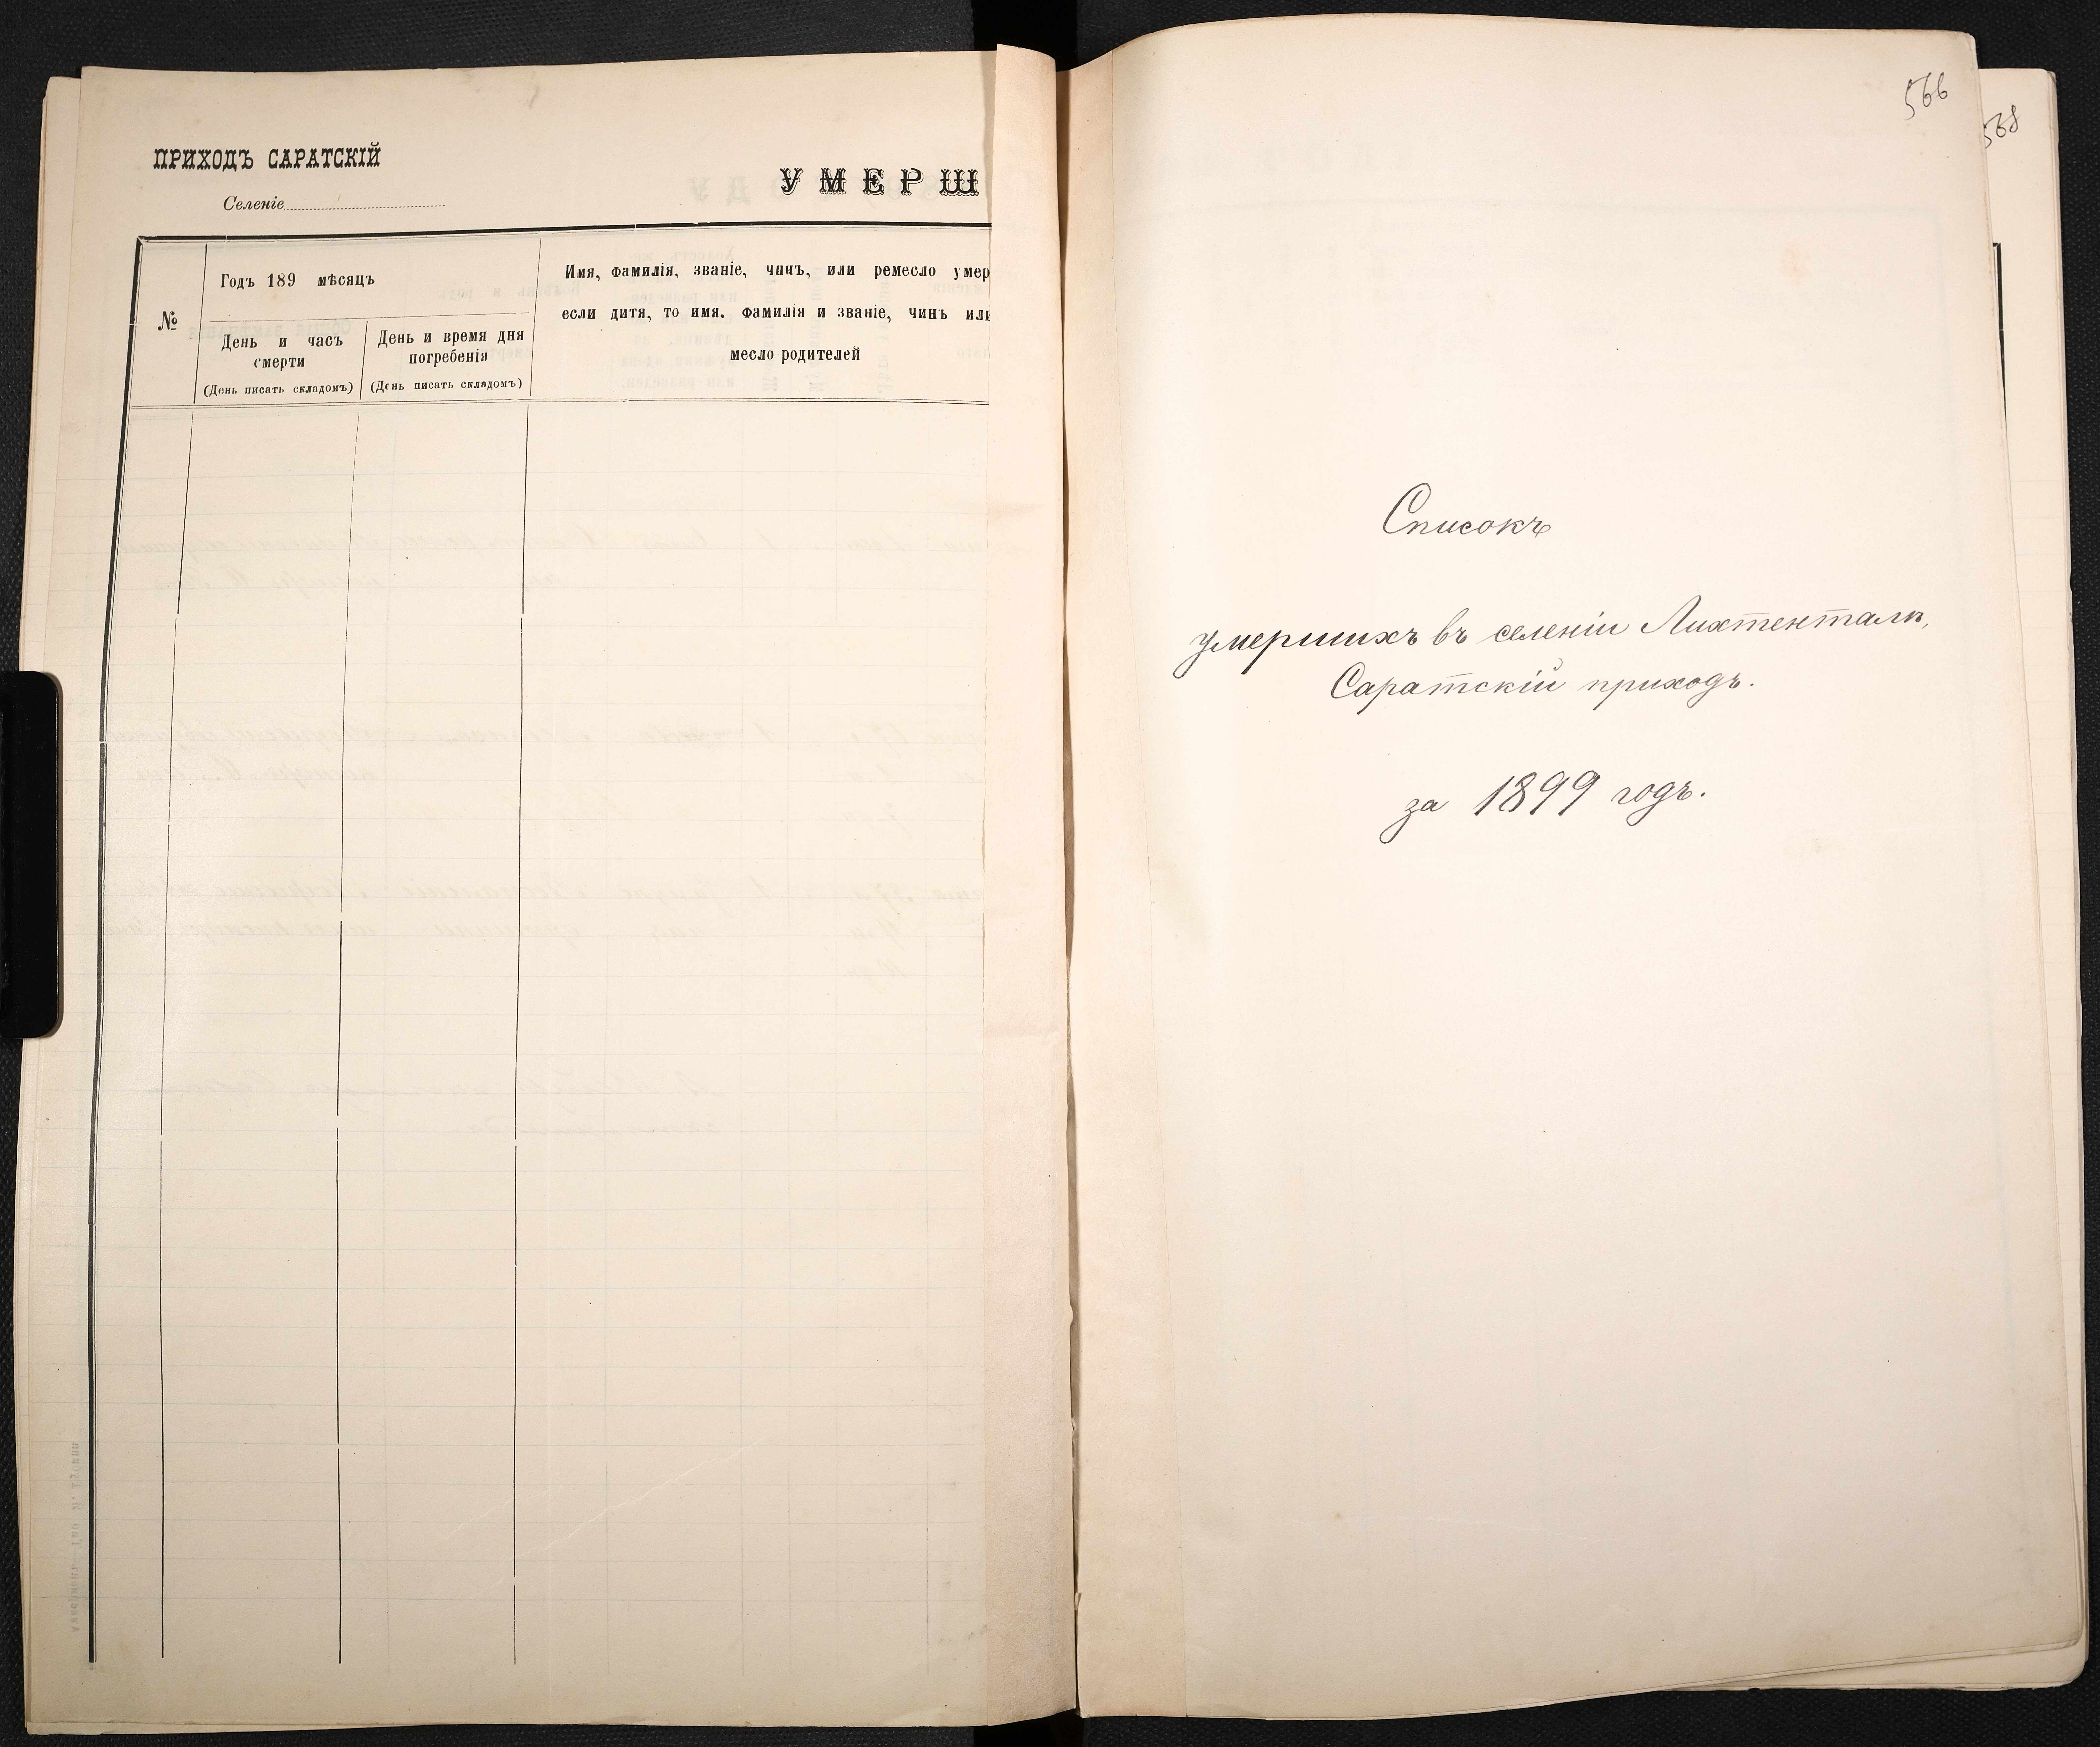 ПРИХОДЪ САРАТСКІЙ
Селеніе
УМЕРШ
№
Годъ 189 мѣсяцъ
День и часъ
смерти
(День писать складомъ)
День и время дня
погребенія
(День писать складомъ)
Имя, фамилія, званіе, чинъ, или ремесло умер
если дитя, то имя. фамилія и званіе, чинъ или
месло родителей
566
568
Списокъ
умершихъ въ селеніи Лихтенталь,
Саратскій приходъ.
за 1899 годъ.